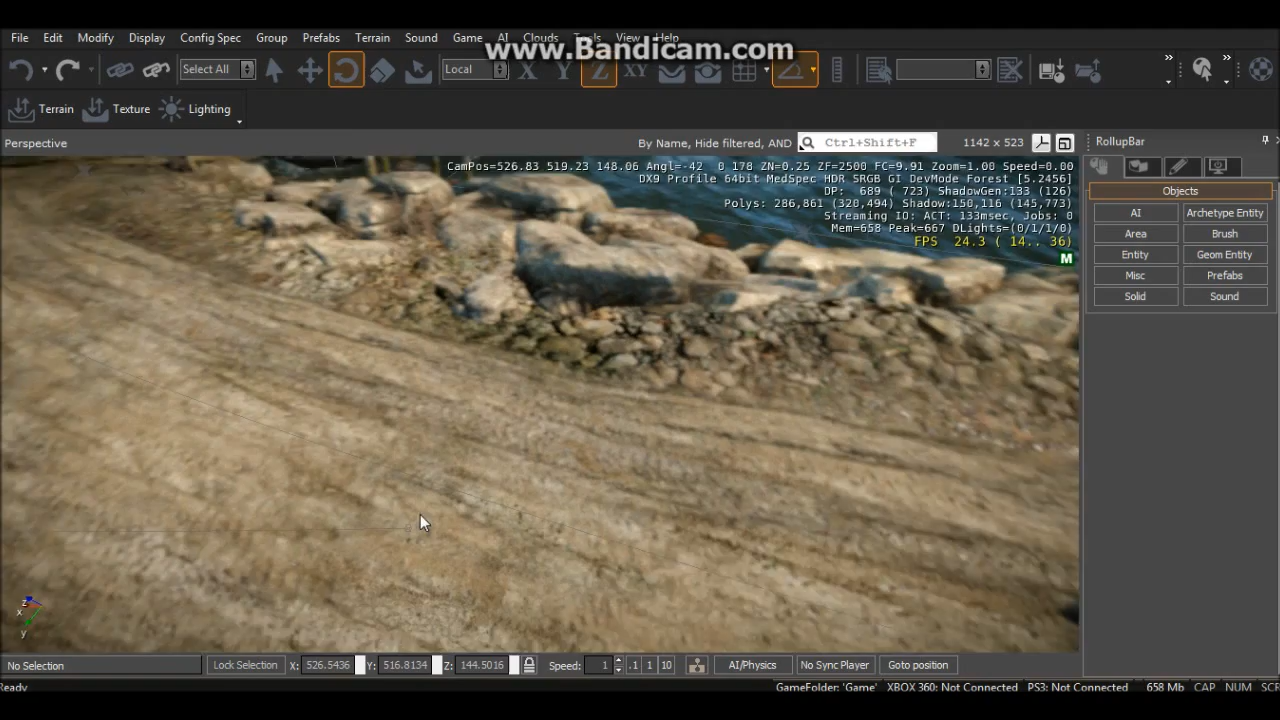 File Edit Modify Display Config Spec Group Prefabs Terrain Sound Game AI Clouds Tools View Help
www.Bandicam.com
Select All Local X Y Z XY
Terrain Texture Lighting
Perspective By Name, Hide filtered, AND Ctrl+Shift+F 1142 x 523 RollupBar
CamPos=526.83 519.23 148.06 Angl=-42 0 178 ZN=0.25 ZF=2500 FC=9.91 Zoom=1.00 Speed=0.00
DX9 Profile 64bit MedSpec HDR SRGB GI DevMode Forest [5.2456]
DP: 689 ( 723) ShadowGen:133 (126)
Polys: 286,861 (320,494) Shadow:150,116 (145,773)
Streaming IO: ACT: 133msec, Jobs: 0
Mem=658 Peak=667 DLights=(0/1/1/0)
FPS 24.3 ( 14.. 36)
M
Objects
AI Archetype Entity
Area Brush
Entity Geom Entity
Misc Prefabs
Solid Sound
z
x
y
No Selection Lock Selection X: 526.5436 Y: 516.8134 Z: 144.5016 Speed: 1 .1 1 10 AI/Physics No Sync Player Goto position
Ready GameFolder: 'Game' XBOX 360: Not Connected PS3: Not Connected 658 Mb CAP NUM SCR